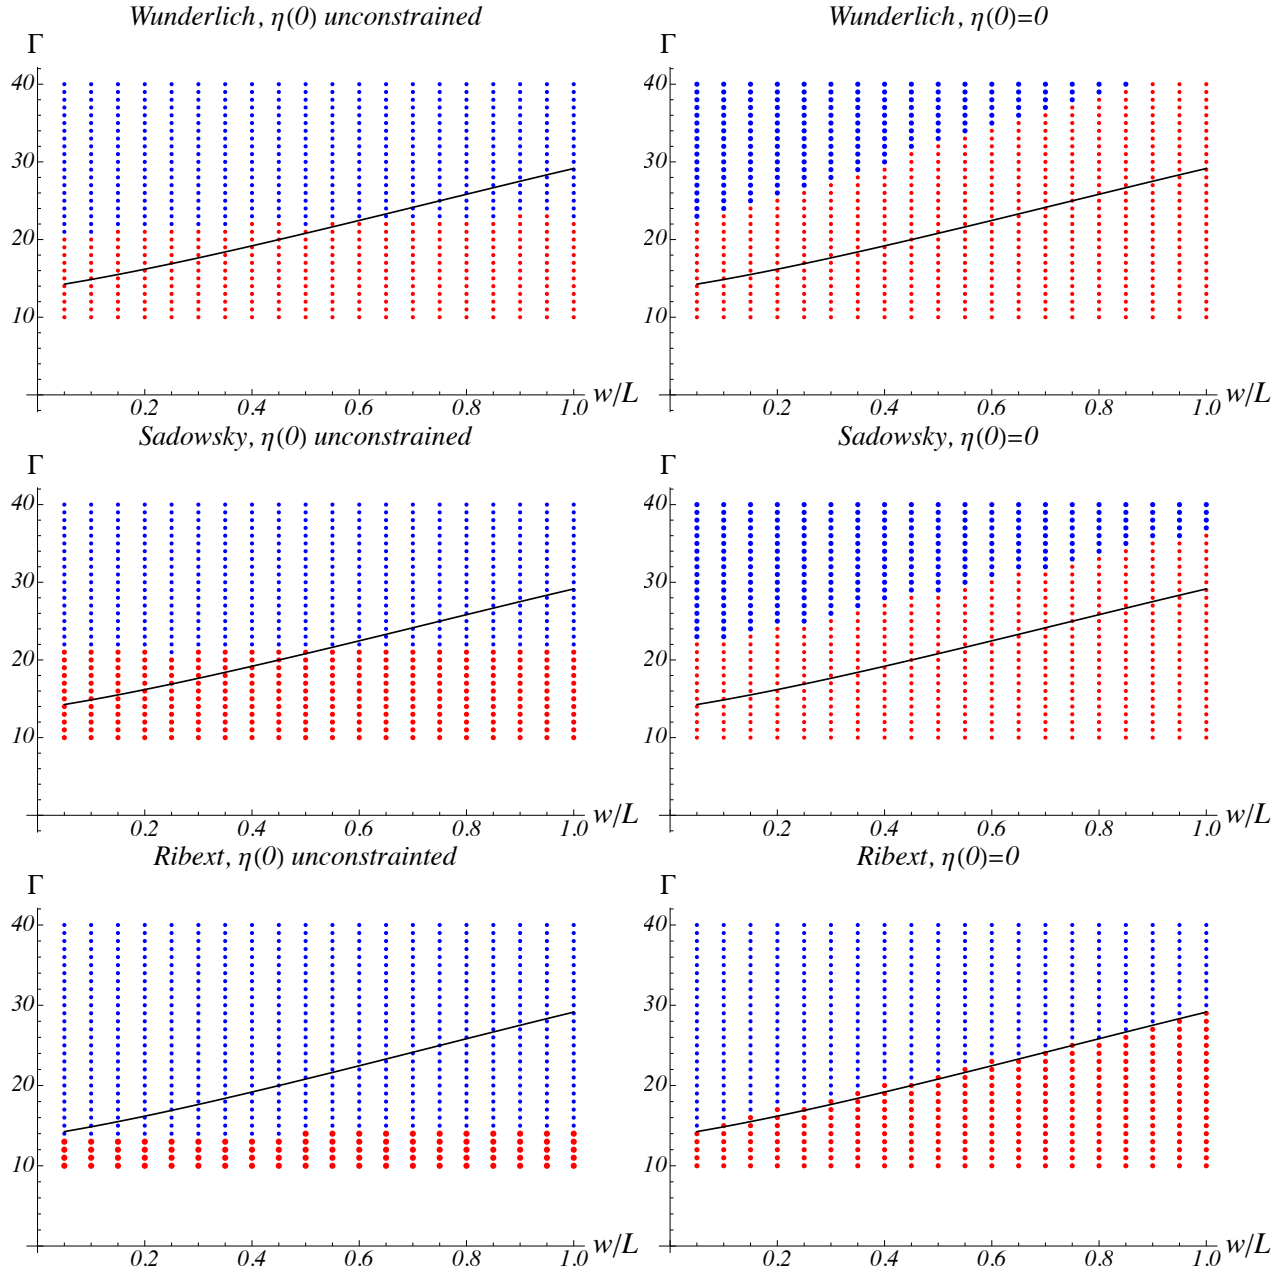 Wunderlich, η(0) unconstrained
Γ
40
30
20
10
0.2 0.4 0.6 0.8 1.0 w/L
Wunderlich, η(0)=0
Γ
40
30
20
10
0.2 0.4 0.6 0.8 1.0 w/L
Sadowsky, η(0) unconstrained
Γ
40
30
20
10
0.2 0.4 0.6 0.8 1.0 w/L
Sadowsky, η(0)=0
Γ
40
30
20
10
0.2 0.4 0.6 0.8 1.0 w/L
Ribext, η(0) unconstrainted
Γ
40
30
20
10
0.2 0.4 0.6 0.8 1.0 w/L
Ribext, η(0)=0
Γ
40
30
20
10
0.2 0.4 0.6 0.8 1.0 w/L